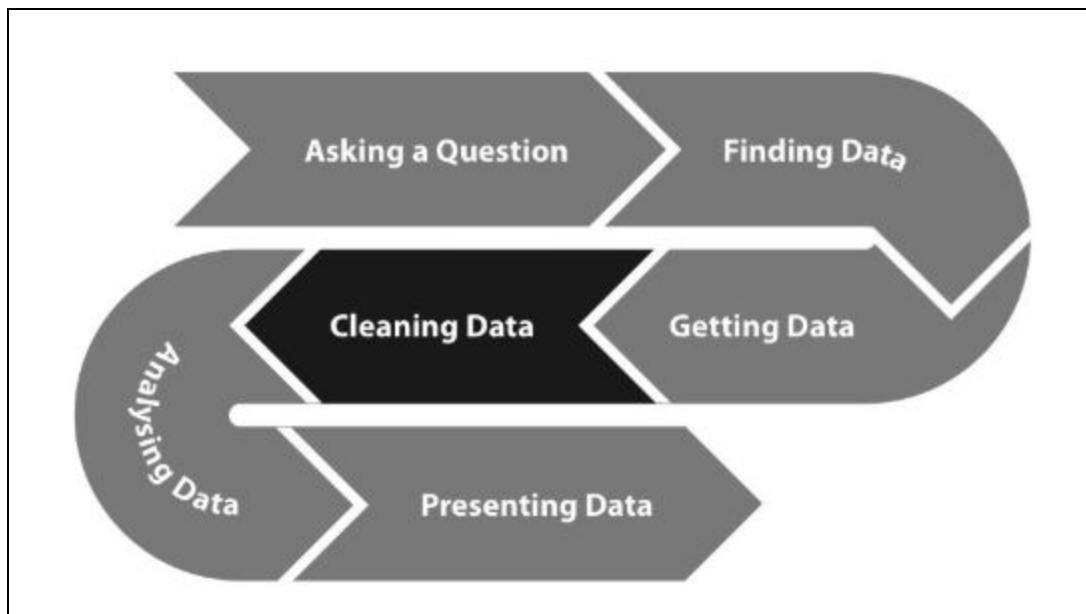 Asking a Question
Finding Data
Getting Data
Cleaning Data
Analysing Data
Presenting Data